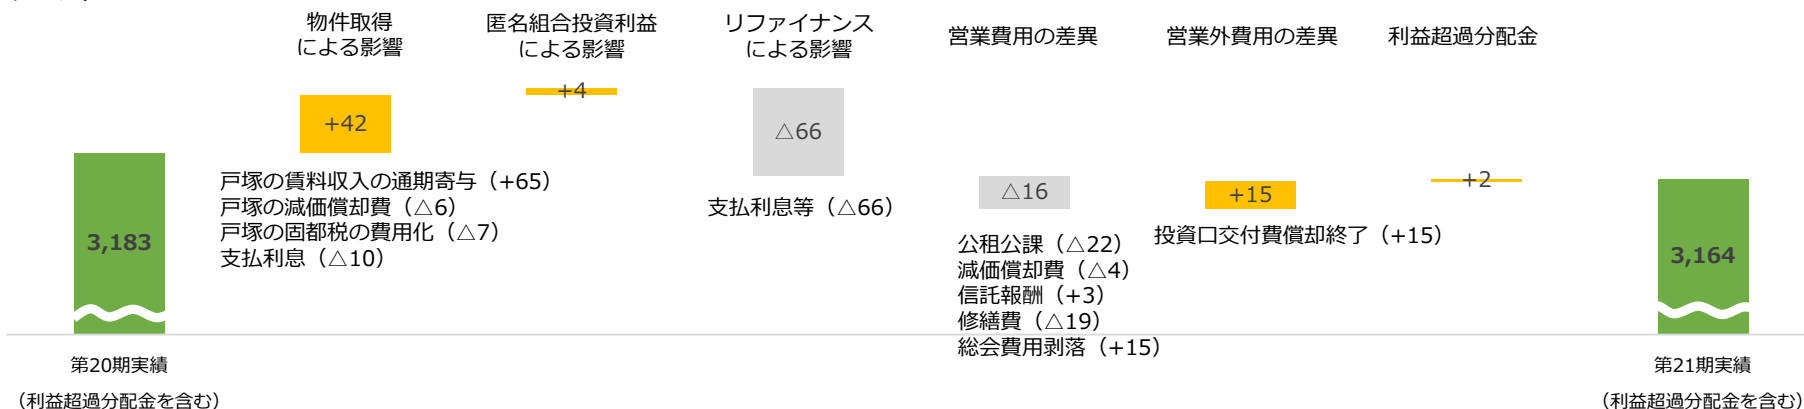 物件取得
による影響
匿名組合投資利益
による影響
リファイナンス
による影響
営業費用の差異
営業外費用の差異
利益超過分配金
+42
+4
△66
△16
+15
+2
戸塚の賃料収入の通期寄与（+65）
戸塚の減価償却費（△6）
戸塚の固都税の費用化（△7）
支払利息（△10）
支払利息等（△66）
公租公課（△22）
減価償却費（△4）
信託報酬（+3）
修繕費（△19）
総会費用剥落（+15）
投資口交付費償却終了（+15）
3,183
3,164
第20期実績
（利益超過分配金を含む）
第21期実績
（利益超過分配金を含む）